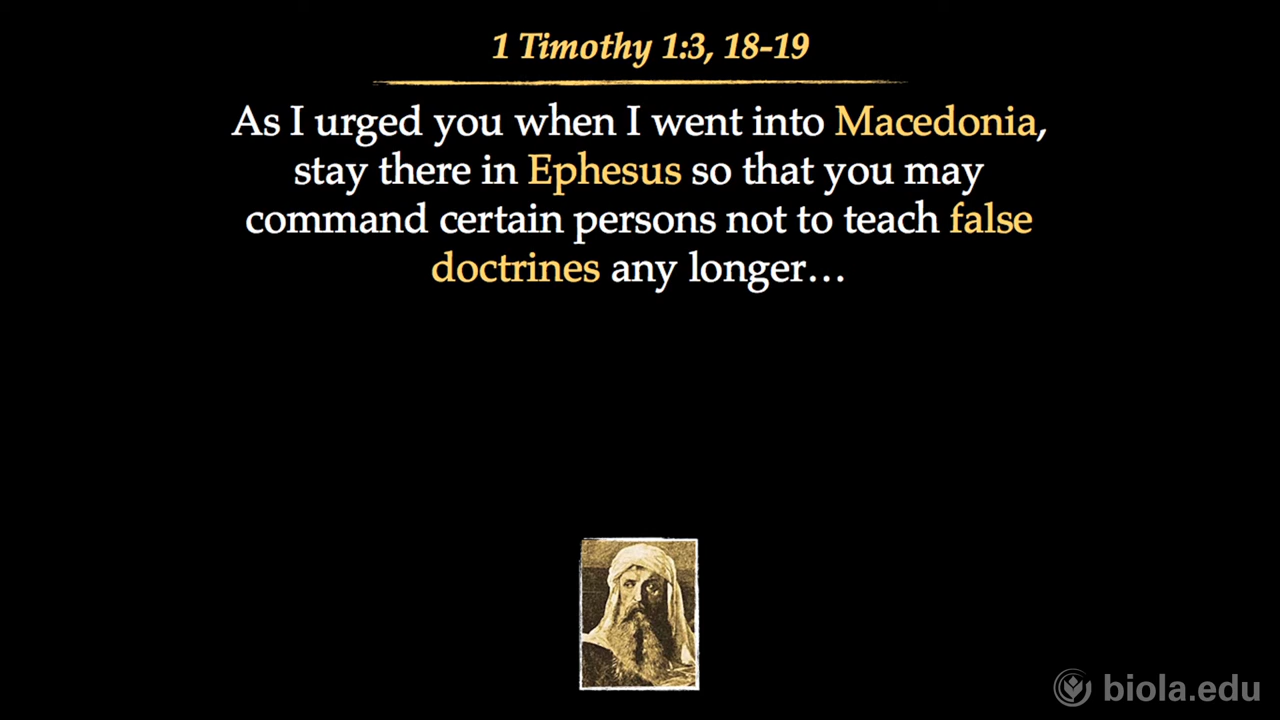 1 Timothy 1:3, 18-19
As I urged you when I went into Macedonia,
stay there in Ephesus so that you may
command certain persons not to teach false
doctrines any longer…
biola.edu